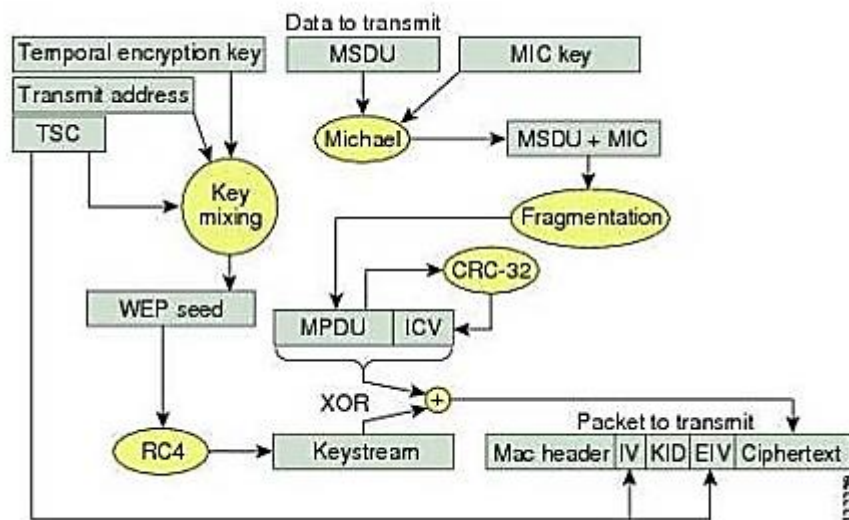 Data to transmit
Temporal encryption key
MSDU
MIC key
Transmit address
TSC
Michael
MSDU + MIC
Key
mixing
Fragmentation
CRC-32
WEP seed
MPDU
ICV
XOR
+
Packet to transmit
RC4
Keystream
Mac header IV KID EIV Ciphertext